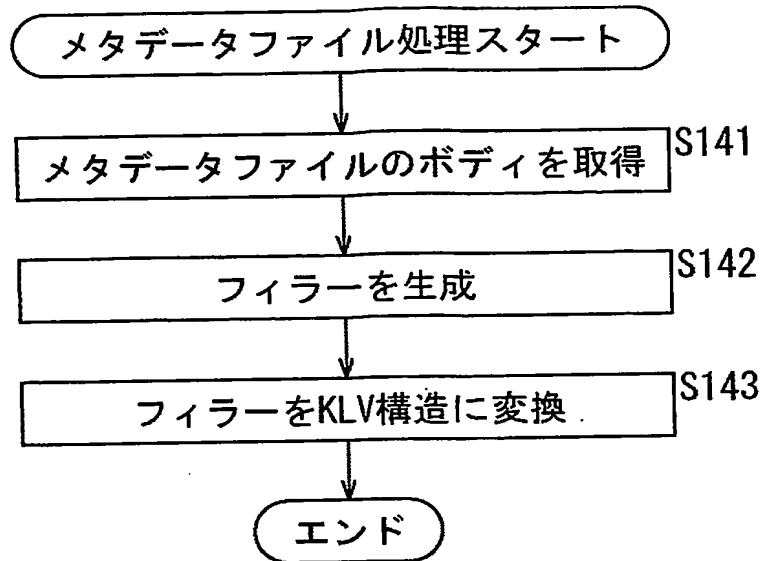 メタデータファイル処理スタート
メタデータファイルのボディを取得
S141
フィラーを生成
S142
フィラーをKLV構造に変換
S143
エンド